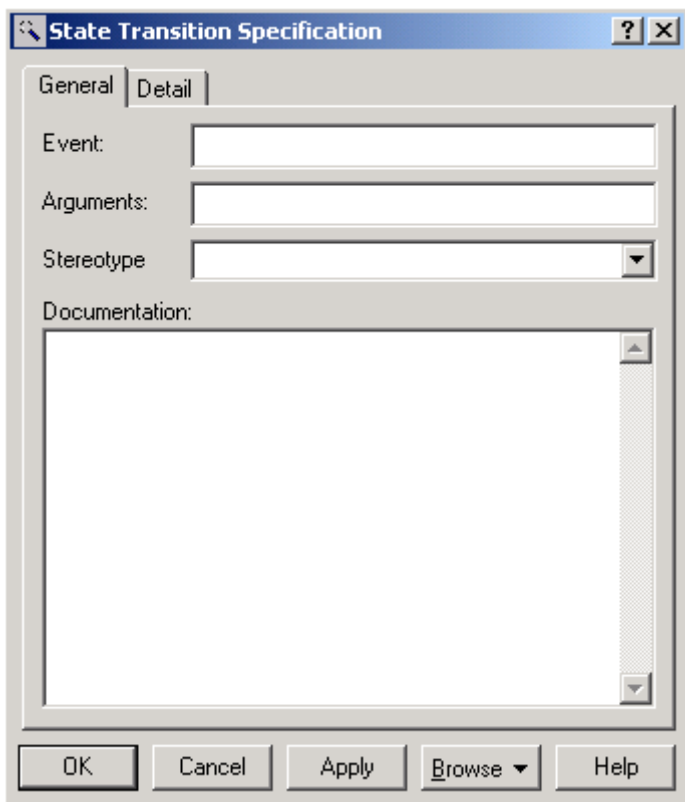 State Transition Specification
General Detail
Event:
Arguments:
Stereotype
Documentation:
OK Cancel Apply Browse Help